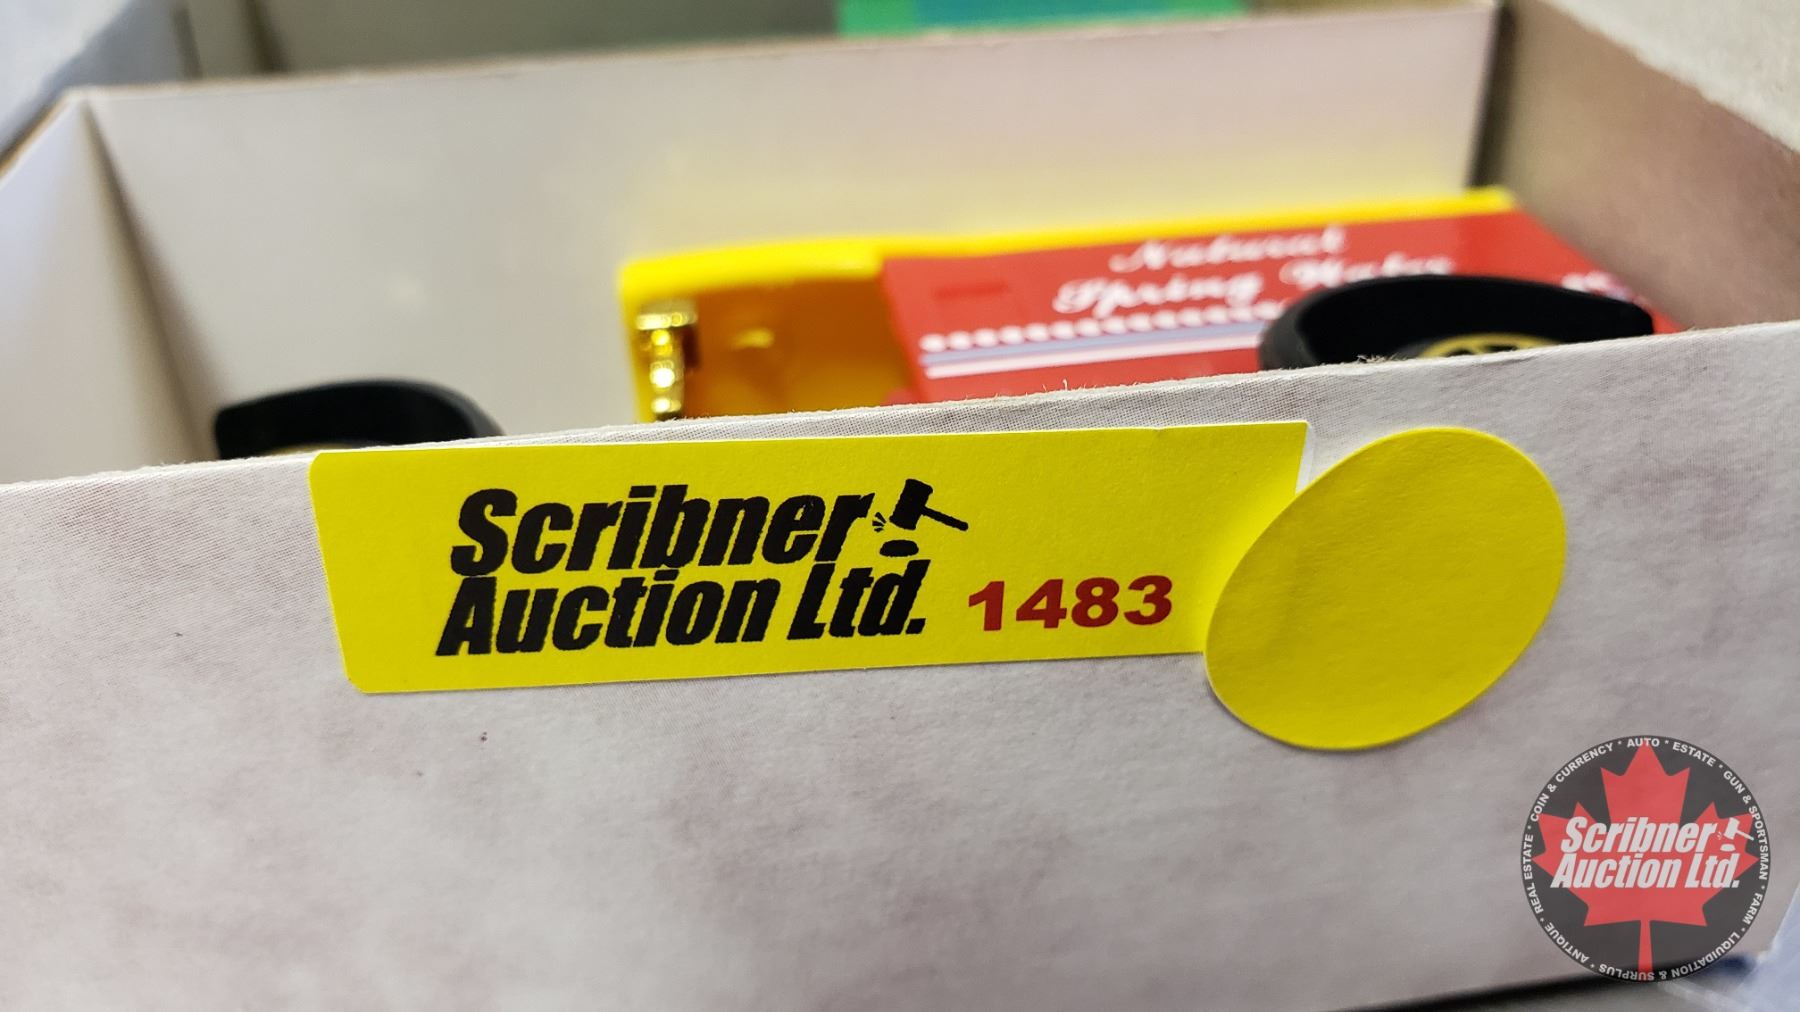 Natural
Spring Water
Scribner
Auction Ltd. 1483
COIN & CURRENCY * AUTO * ESTATE * GUN & SPORTSMAN * FARM * LIQUIDATION & SURPLUS * ANTIQUE * REAL ESTATE *
Scribner
Auction Ltd.